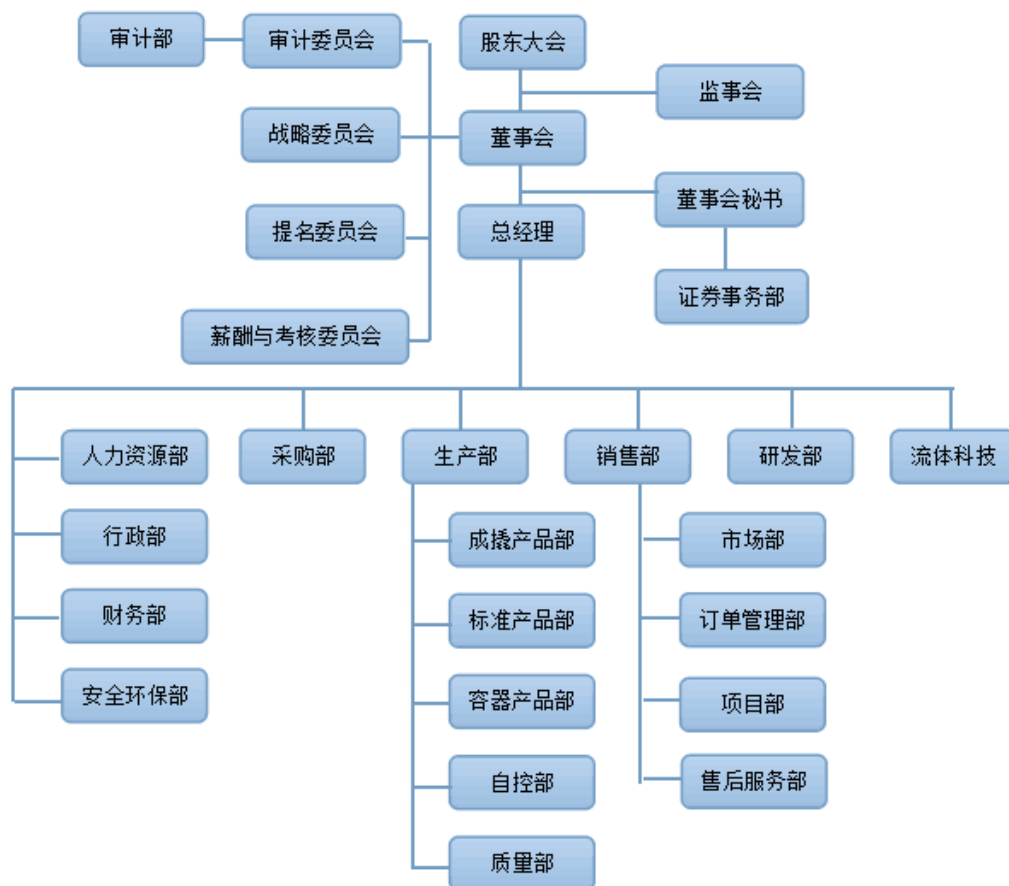 审计部
审计委员会
股东大会
监事会
战略委员会
董事会
董事会秘书
提名委员会
总经理
证券事务部
薪酬与考核委员会
人力资源部
采购部
生产部
销售部
研发部
流体科技
行政部
成撬产品部
市场部
财务部
标准产品部
订单管理部
安全环保部
容器产品部
项目部
自控部
售后服务部
质量部